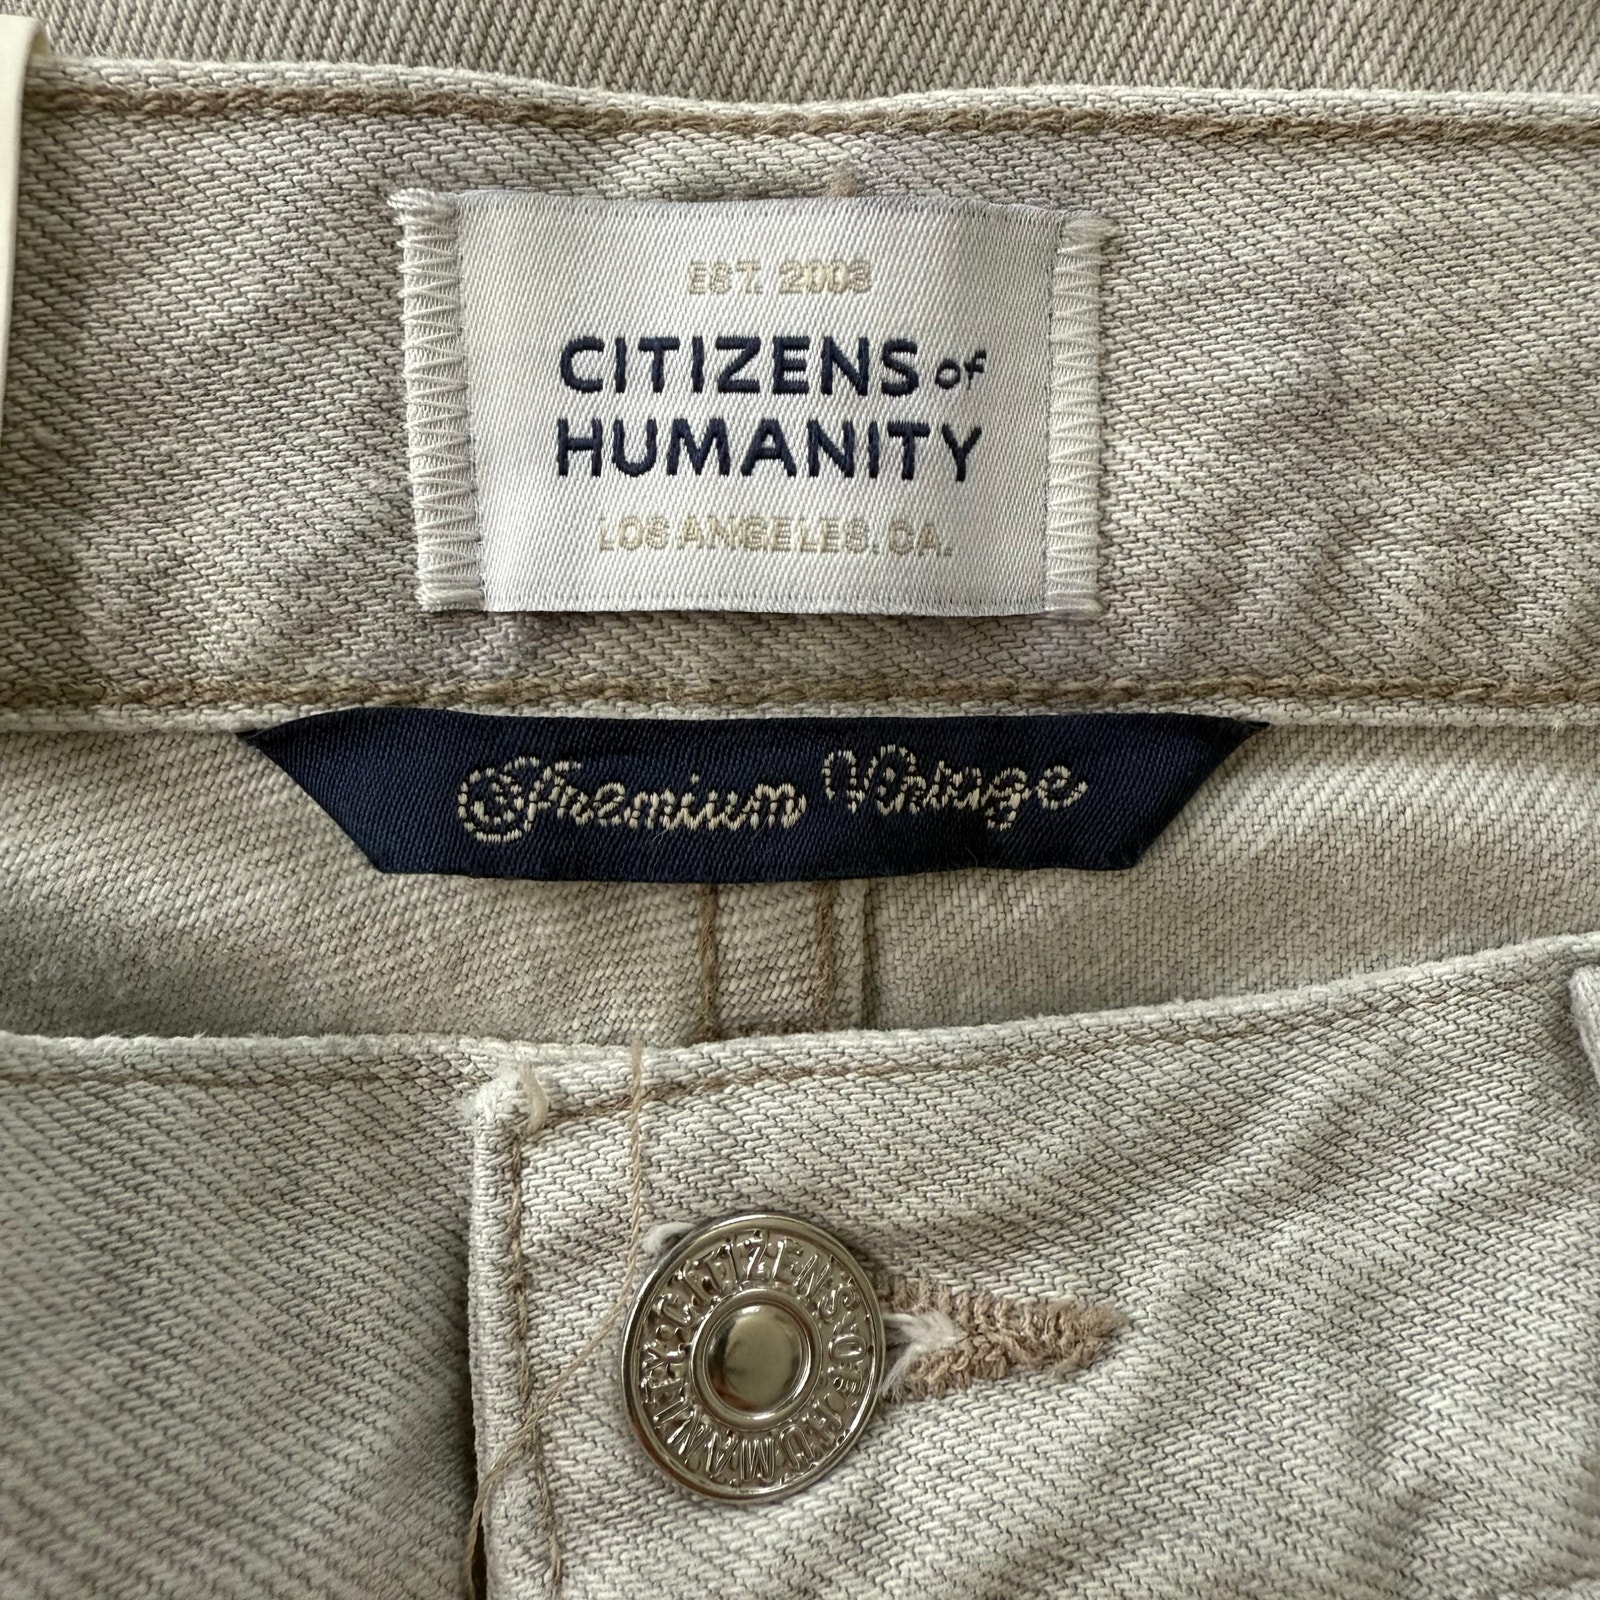 EST. 2003
CITIZENS of
HUMANITY
LOS ANGELES. CA.
Premium Vintage
CITIZENS OF HUMANITY